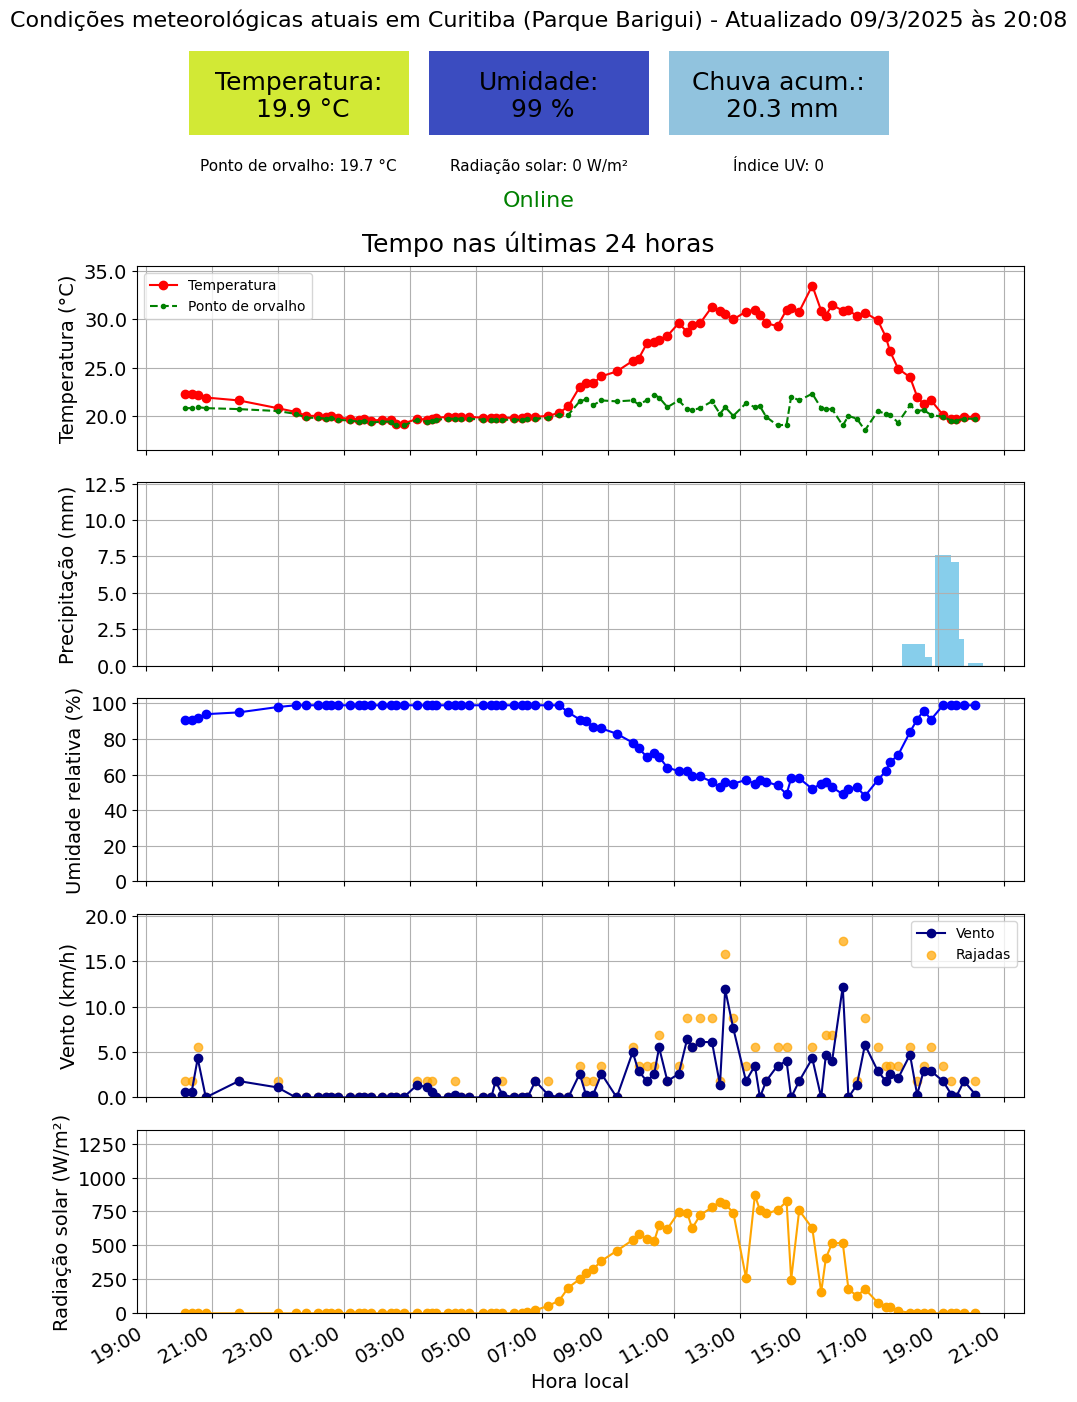 Condições meteorológicas atuais em Curitiba (Parque Barigui) - Atualizado 09/3/2025 às 20:08
Temperatura:
19.9 °C
Umidade:
99 %
Chuva acum.:
20.3 mm
Ponto de orvalho: 19.7 °C
Radiação solar: 0 W/m²
Índice UV: 0
Online
Tempo nas últimas 24 horas
Temperatura (°C)
35.0
30.0
25.0
20.0
Temperatura
Ponto de orvalho
Precipitação (mm)
12.5
10.0
7.5
5.0
2.5
0.0
Umidade relativa (%)
100
80
60
40
20
0
Vento (km/h)
20.0
15.0
10.0
5.0
0.0
Vento
Rajadas
Radiação solar (W/m²)
1250
1000
750
500
250
0
19:00
21:00
23:00
01:00
03:00
05:00
07:00
09:00
11:00
13:00
15:00
17:00
19:00
21:00
Hora local